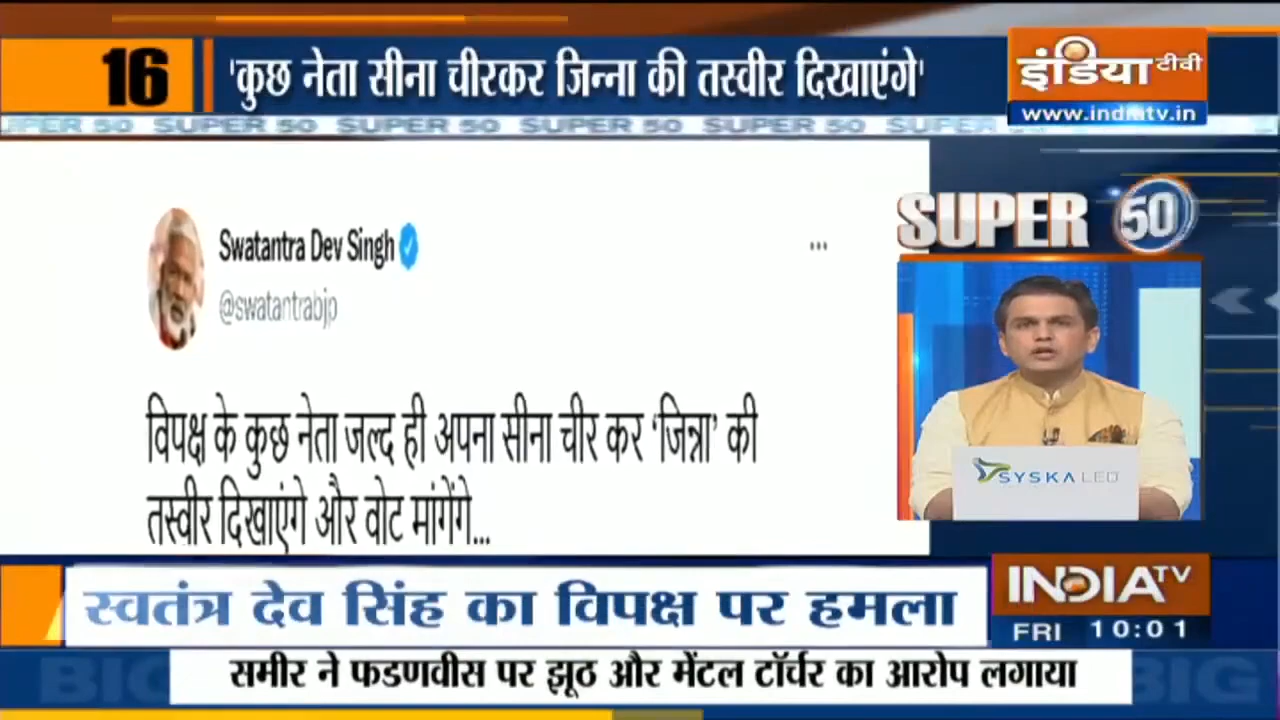 16
'कुछ नेता सीना चीरकर जिन्ना की तस्वीर दिखाएंगे'
इंडिया टीवी
www.indiatv.in
SUPER 50 SUPER 50 SUPER 50 SUPER 50
SUPER 50
Swatantra Dev Singh
@swatantrabjp
...
विपक्ष के कुछ नेता जल्द ही अपना सीना चीर कर ‘जिन्ना’ की
तस्वीर दिखाएंगे और वोट मांगेंगे...
SYSKA LED
स्वतंत्र देव सिंह का विपक्ष पर हमला
INDIA TV
FRI 10:01
समीर ने फडणवीस पर झूठ और मेंटल टॉर्चर का आरोप लगाया
BIG
BIG